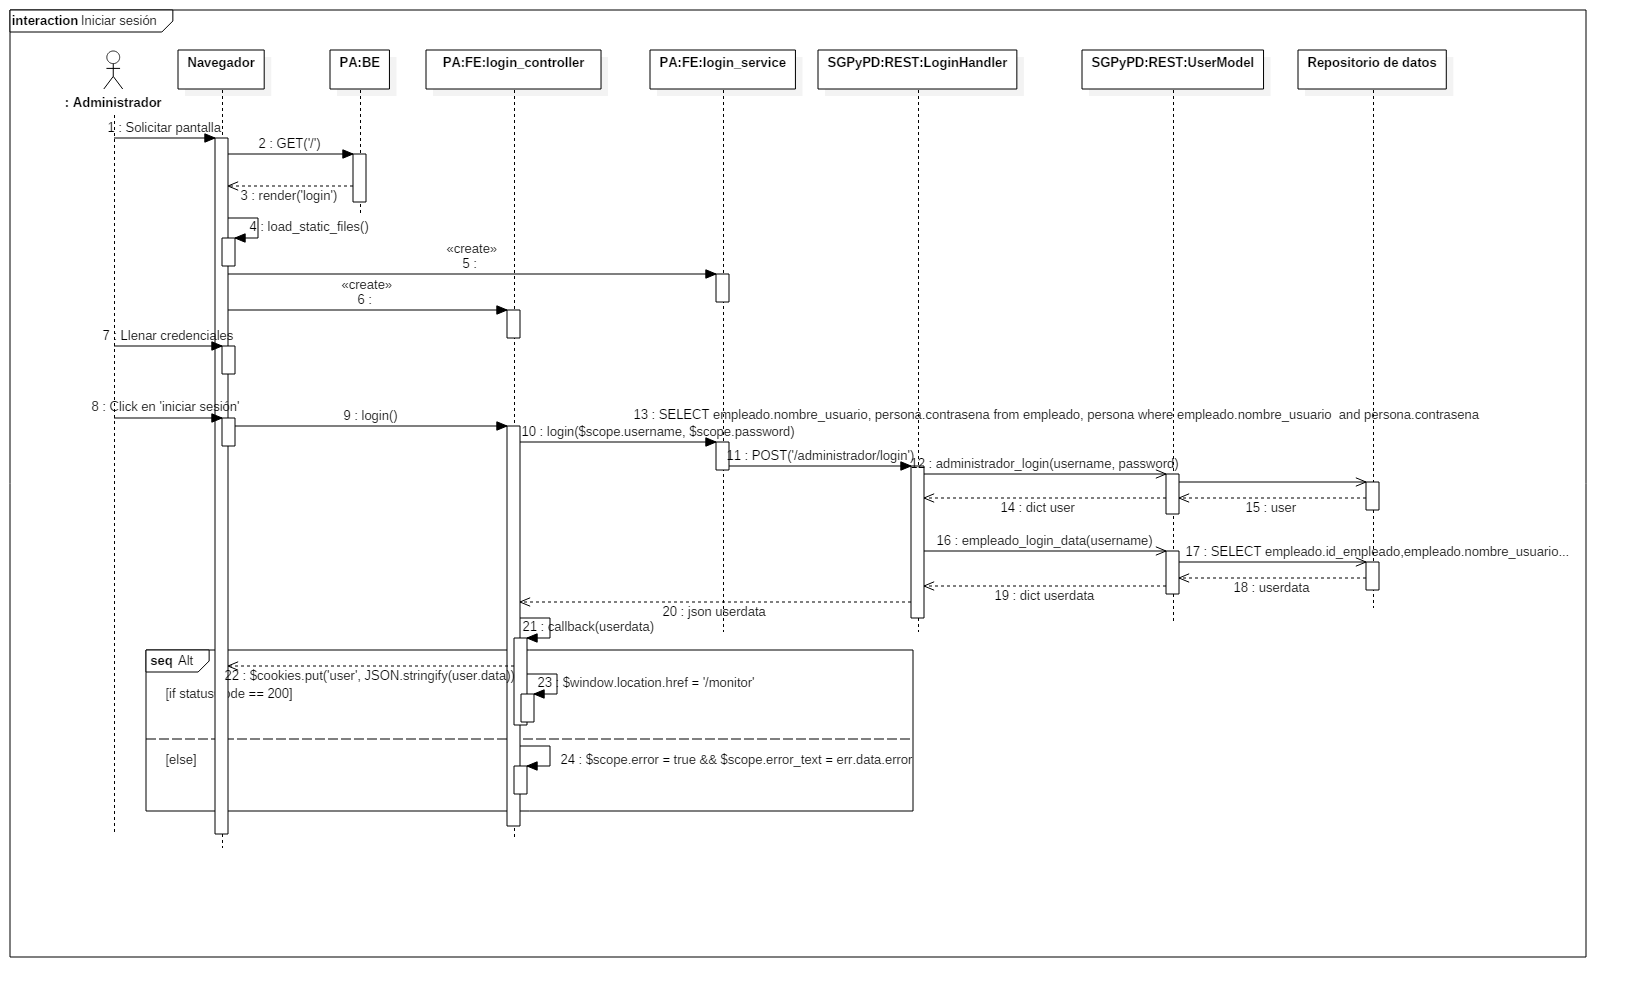 interaction Iniciar sesión
Navegador
PA:BE
PA:FE:login_controller
PA:FE:login_service
SGPyPD:REST:LoginHandler
SGPyPD:REST:UserModel
Repositorio de datos
: Administrador
1 : Solicitar pantalla
2 : GET('/')
3 : render('login')
4 : load_static_files()
«create»
5 :
«create»
6 :
7 : Llenar credenciales
8 : Click en 'iniciar sesión'
9 : login()
13 : SELECT empleado.nombre_usuario, persona.contrasena from empleado, persona where empleado.nombre_usuario  and persona.contrasena
10 : login($scope.username, $scope.password)
11 : POST('/administrador/login')
12 : administrador_login(username, password)
14 : dict user
15 : user
16 : empleado_login_data(username)
17 : SELECT empleado.id_empleado,empleado.nombre_usuario...
18 : userdata
19 : dict userdata
20 : json userdata
21 : callback(userdata)
seq Alt
22 : $cookies.put('user', JSON.stringify(user.data))
23 : $window.location.href = '/monitor'
[if status code == 200]
[else]
24 : $scope.error = true && $scope.error_text = err.data.error